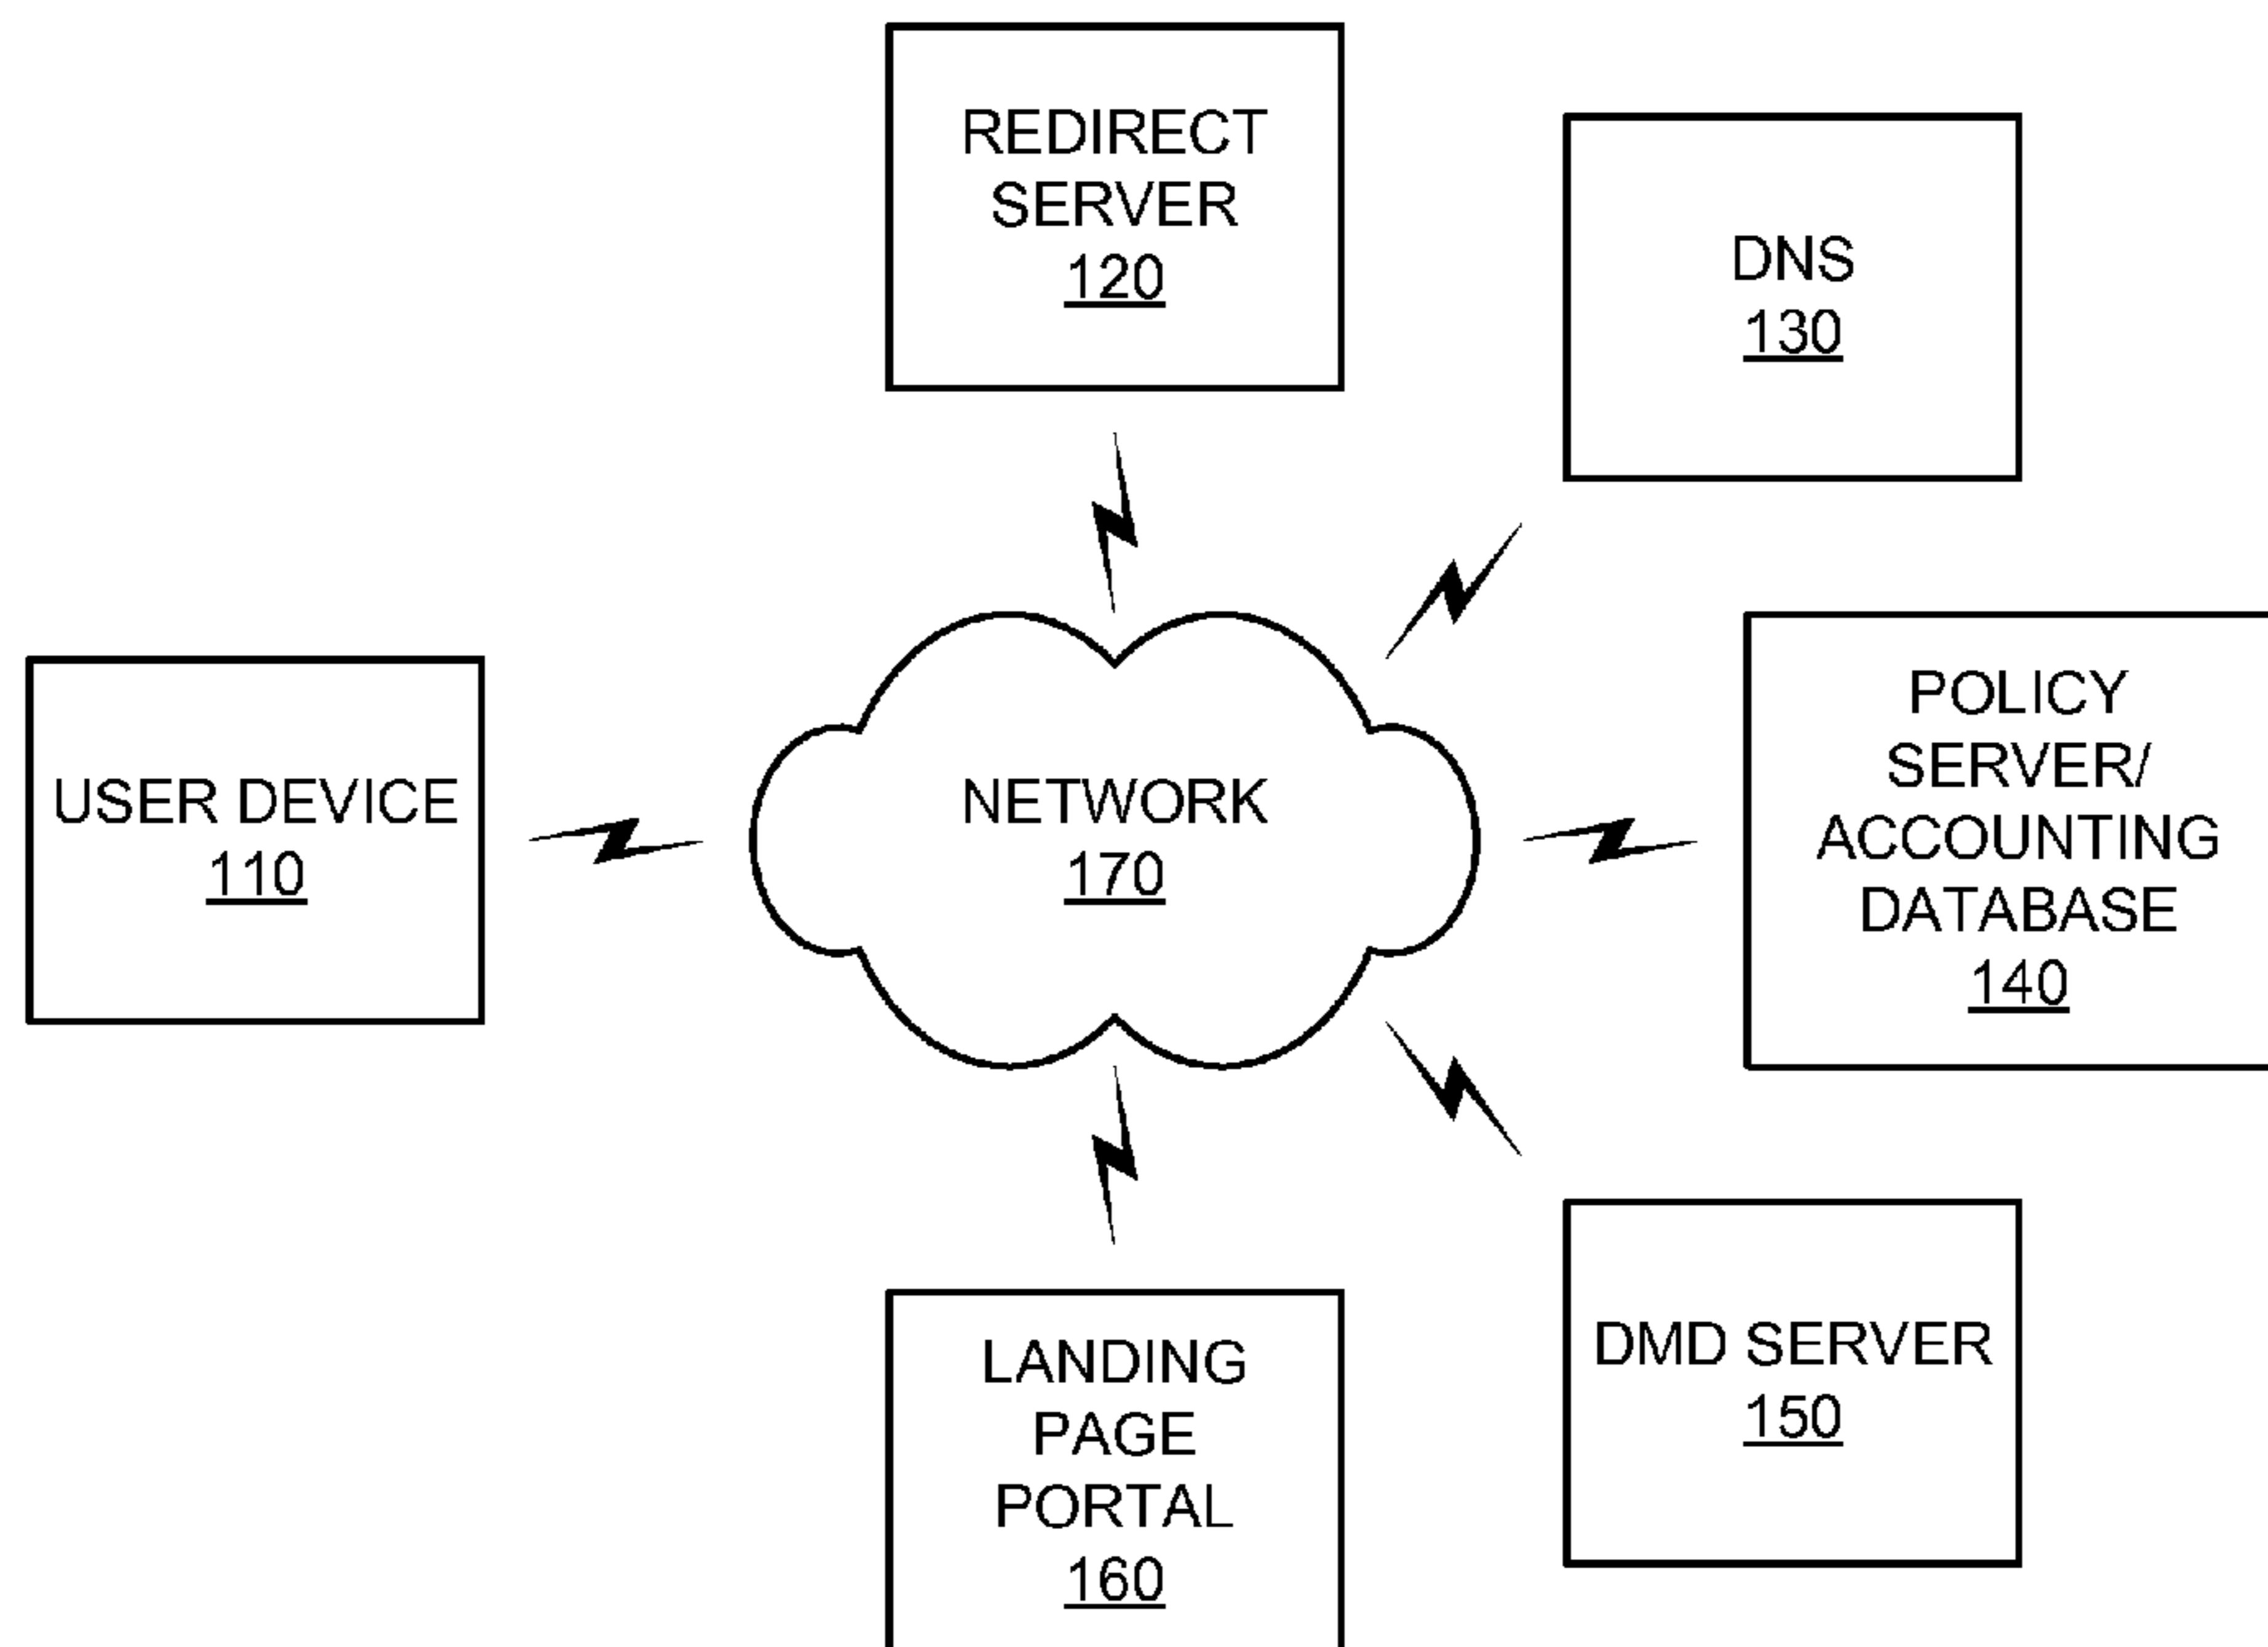 REDIRECT
SERVER
120
DNS
130
USER DEVICE
110
NETWORK
170
POLICY
SERVER/
ACCOUNTING
DATABASE
140
LANDING
PAGE
PORTAL
160
DMD SERVER
150